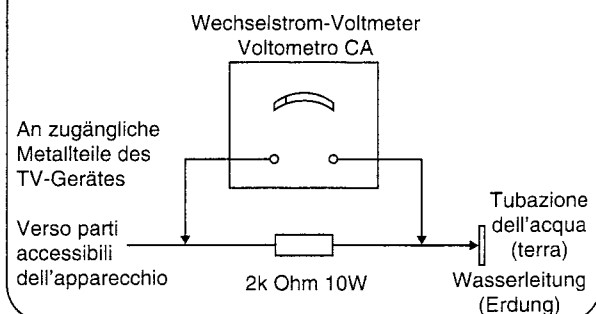 Wechselstrom-Voltmeter
Voltometro CA
An zugängliche
Metallteile des
TV-Gerätes
Verso parti
accessibili
dell'apparecchio
2k Ohm 10W
Tubazione
dell'acqua
(terra)
Wasserleitung
(Erdung)